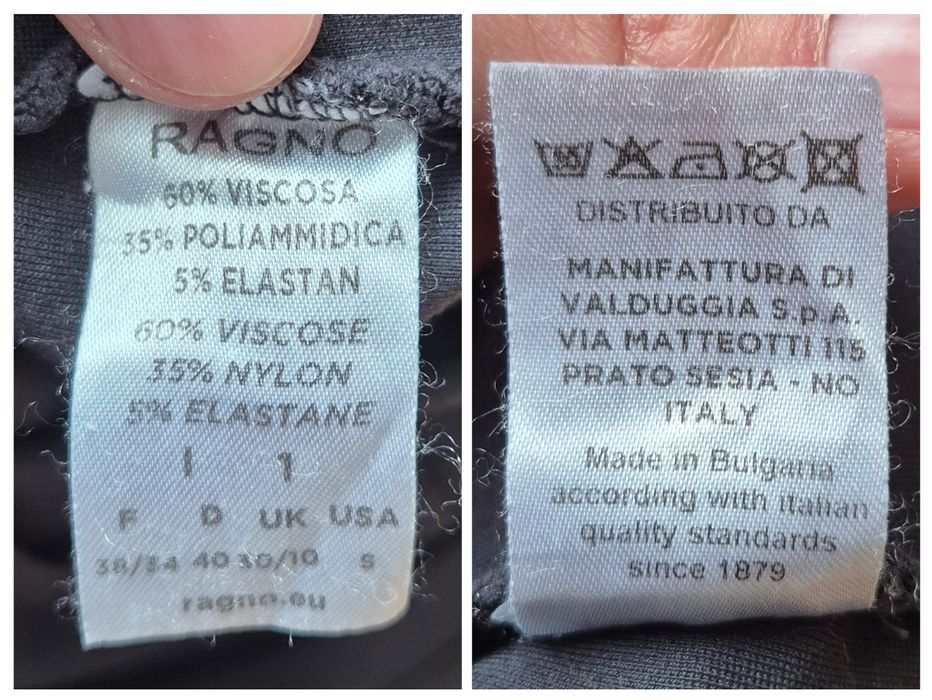 RAGNO
60% VISCOSA
35% POLIAMMIDICA
5% ELASTAN
60% VISCOSE
35% NYLON
5% ELASTANE
I 1
F D UK USA
38/34 40 30/10 S
ragno.eu
DISTRIBUITO DA
MANIFATTURA DI
VALDUGGIA S.p.A.
VIA MATTEOTTI 115
PRATO SESIA - NO
ITALY
Made in Bulgaria
according with italian
quality standards
since 1879